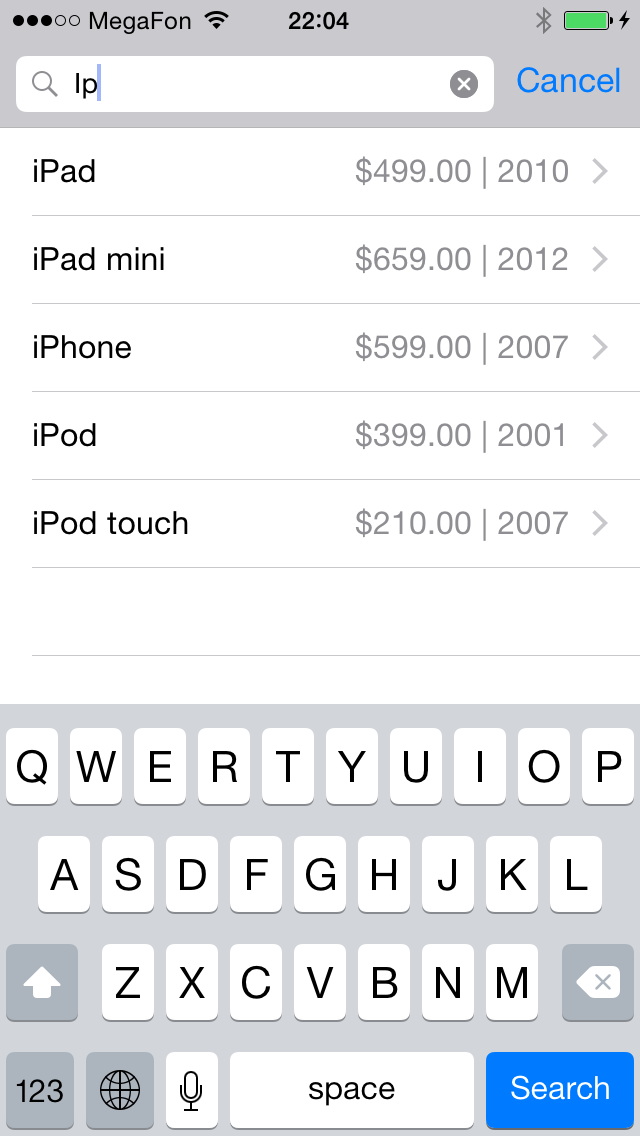 MegaFon 22:04
Ip Cancel
iPad $499.00 | 2010
iPad mini $659.00 | 2012
iPhone $599.00 | 2007
iPod $399.00 | 2001
iPod touch $210.00 | 2007
Q W E R T Y U I O P
A S D F G H J K L
Z X C V B N M
123 space Search